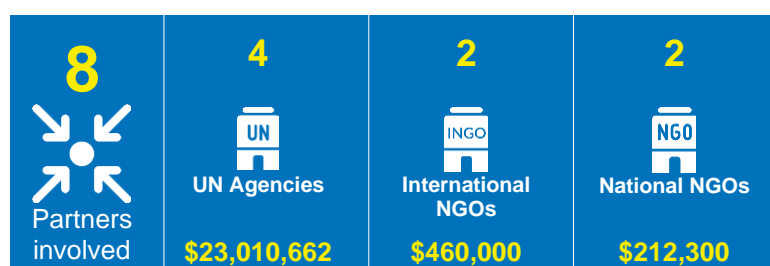 8
Partners
involved
4
UN
UN Agencies
$23,010,662
2
INGO
International
NGOs
$460,000
2
NGO
National NGOs
$212,300